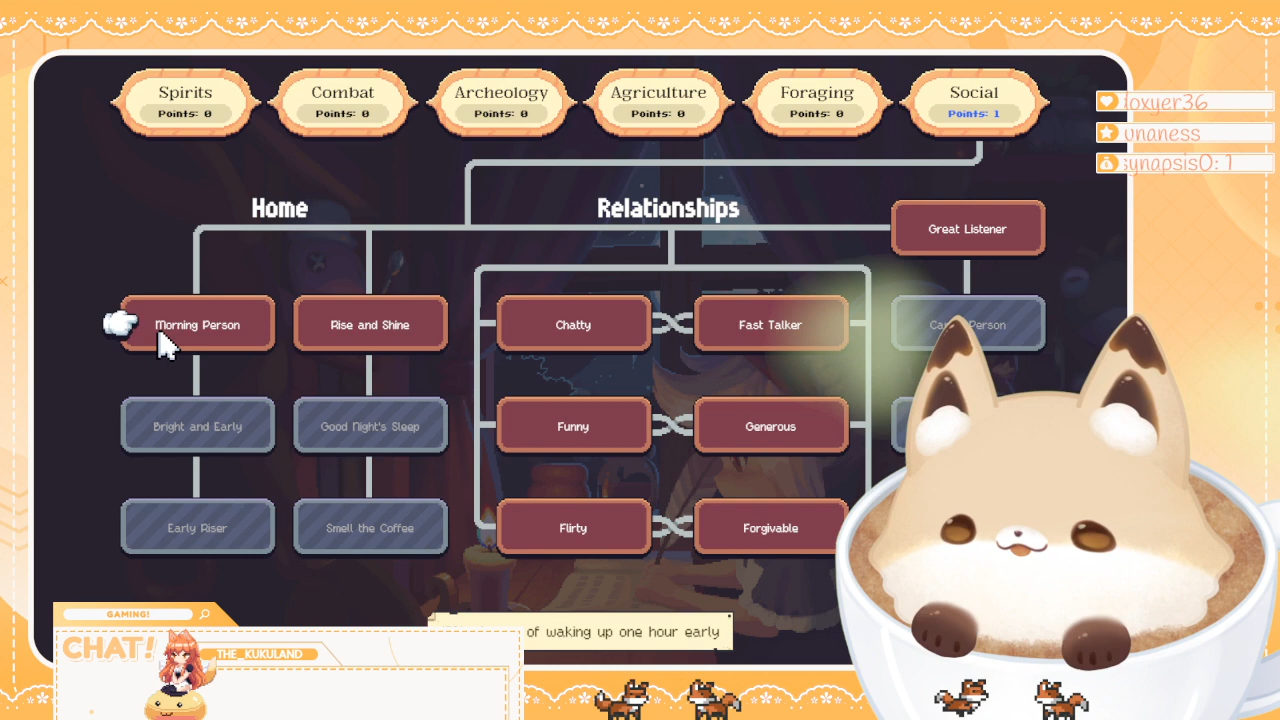 Spirits
Points: 0
Combat
Points: 0
Archeology
Points: 0
Agriculture
Points: 0
Foraging
Points: 0
Social
Points: 1
foxyer36
unaness
synapsis0: 1
Home
Relationships
Great Listener
Morning Person
Rise and Shine
Chatty
Fast Talker
Person
Bright and Early
Good Night's Sleep
Funny
Generous
Early Riser
Smell the Coffee
Flirty
Forgivable
of waking up one hour early
GAMING!
CHAT!
THE_KUKULAND